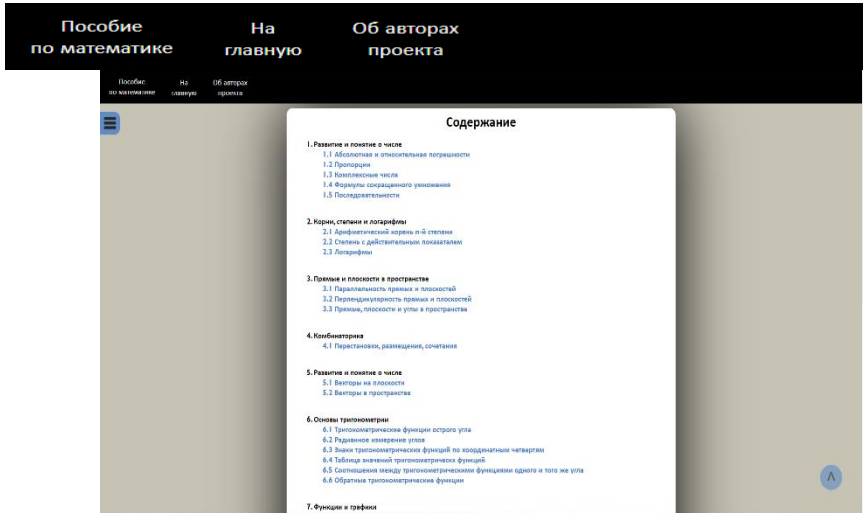 Пособие
по математике
На
главную
Об авторах
проекта
Пособие
по математике
На
главную
Об авторах
проекта
Содержание
1. Развитие и понятие о числе
1.1 Абсолютная и относительная погрешности
1.2 Пропорции
1.3 Комплексные числа
1.4 Формулы сокращенного умножения
1.5 Последовательности
2. Корни, степени и логарифмы
2.1 Арифметический корень n-й степени
2.2 Степень с действительным показателем
2.3 Логарифмы
3. Прямые и плоскости в пространстве
3.1 Параллельность прямых и плоскостей
3.2 Перпендикулярность прямых и плоскостей
3.3 Прямые, плоскости и углы в пространстве
4. Комбинаторика
4.1 Перестановки, размещения, сочетания
5. Развитие и понятие о числе
5.1 Векторы на плоскости
5.2 Векторы в пространстве
6. Основы тригонометрии
6.1 Тригонометрические функции острого угла
6.2 Радианное измерение углов
6.3 Знаки тригонометрических функций по координатным четвертям
6.4 Таблица значений тригонометрическх функций
6.5 Соотношения между тригонометрическими функциями одного и того же угла
6.6 Обратные тригонометрические функции
7. Функции и графики